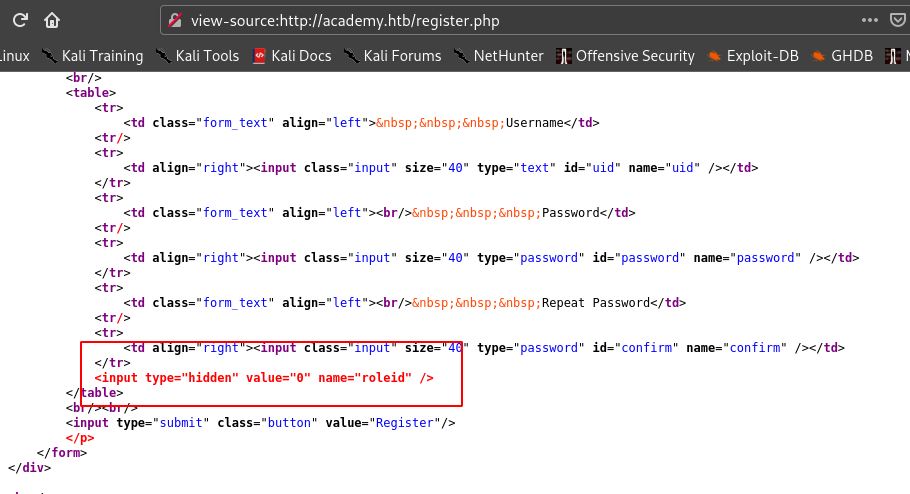 view-source:http://academy.htb/register.php
Linux Kali Training Kali Tools Kali Docs Kali Forums NetHunter Offensive Security Exploit-DB GHDB
<br/>
<table>
<tr>
<td class="form_text" align="left">&nbsp;&nbsp;&nbsp;Username</td>
<tr/>
<tr>
<td align="right"><input class="input" size="40" type="text" id="uid" name="uid" /></td>
</tr>
<tr>
<td class="form_text" align="left"><br/>&nbsp;&nbsp;&nbsp;Password</td>
<tr/>
<tr>
<td align="right"><input class="input" size="40" type="password" id="password" name="password" /></td>
</tr>
<tr>
<td class="form_text" align="left"><br/>&nbsp;&nbsp;&nbsp;Repeat Password</td>
<tr/>
<tr>
<td align="right"><input class="input" size="40" type="password" id="confirm" name="confirm" /></td>
</tr>
<input type="hidden" value="0" name="roleid" />
</table>
<br/><br/>
<input type="submit" class="button" value="Register"/>
</p>
</form>
</div>